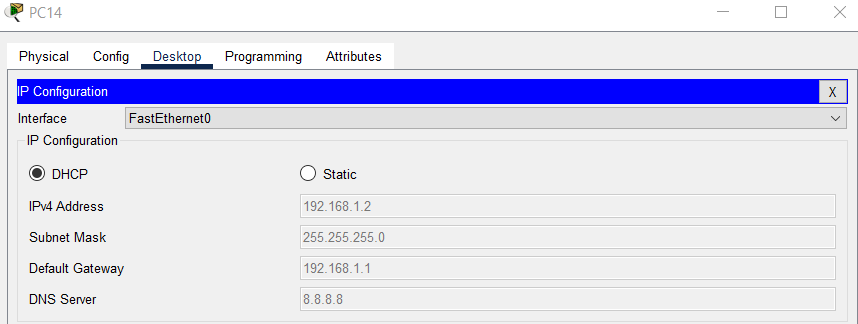 PC14
Physical Config Desktop Programming Attributes
IP Configuration X
Interface FastEthernet0
IP Configuration
DHCP Static
IPv4 Address 192.168.1.2
Subnet Mask 255.255.255.0
Default Gateway 192.168.1.1
DNS Server 8.8.8.8